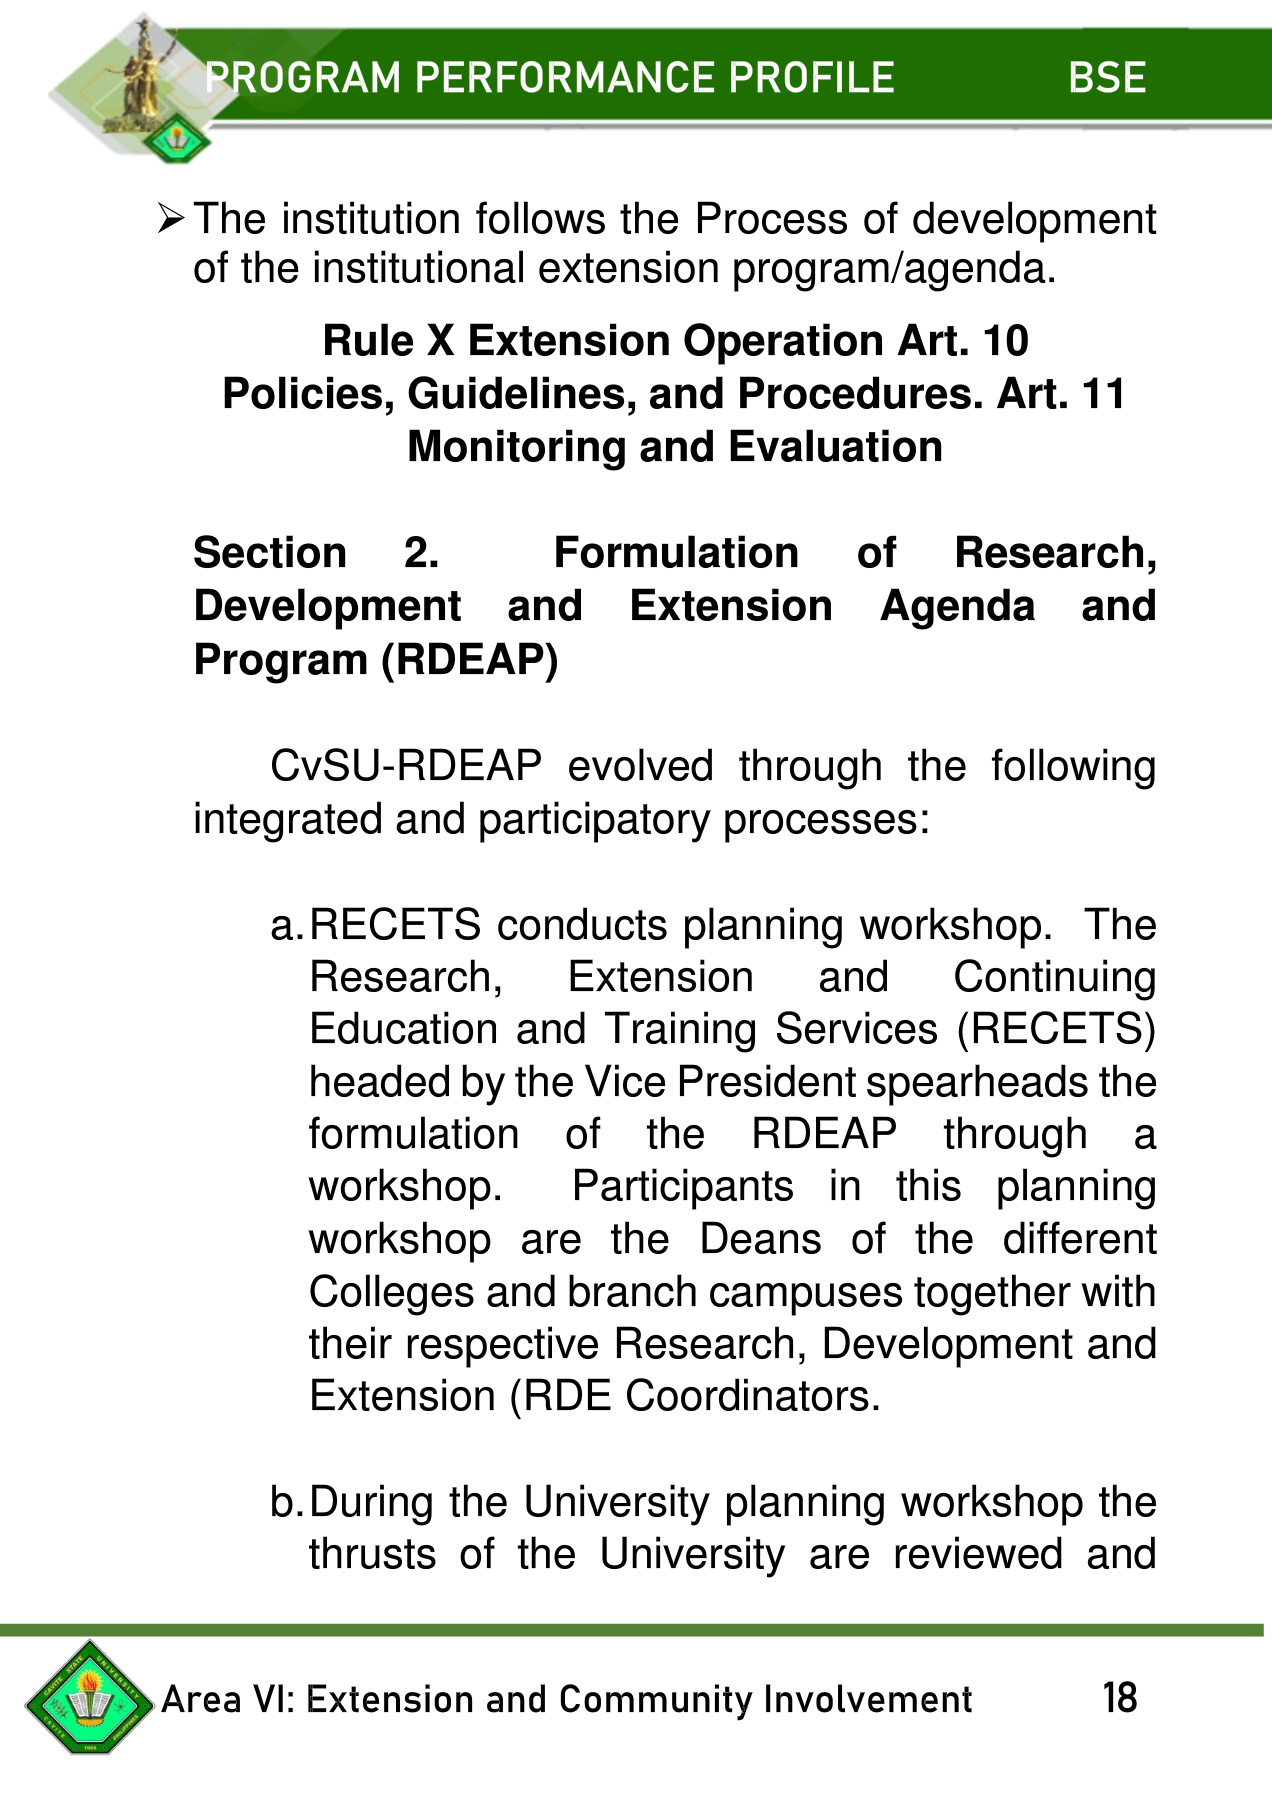 PROGRAM PERFORMANCE PROFILE BSE
➢ The institution follows the Process of development
of the institutional extension program/agenda.
Rule X Extension Operation Art. 10
Policies, Guidelines, and Procedures. Art. 11
Monitoring and Evaluation
Section 2. Formulation of Research,
Development and Extension Agenda and
Program (RDEAP)
CvSU-RDEAP evolved through the following
integrated and participatory processes:
a. RECETS conducts planning workshop. The
Research, Extension and Continuing
Education and Training Services (RECETS)
headed by the Vice President spearheads the
formulation of the RDEAP through a
workshop. Participants in this planning
workshop are the Deans of the different
Colleges and branch campuses together with
their respective Research, Development and
Extension (RDE Coordinators.
b. During the University planning workshop the
thrusts of the University are reviewed and
CAVITE STATE UNIVERSITY
CAVITE PHILIPPINES
1906
Area VI: Extension and Community Involvement 18